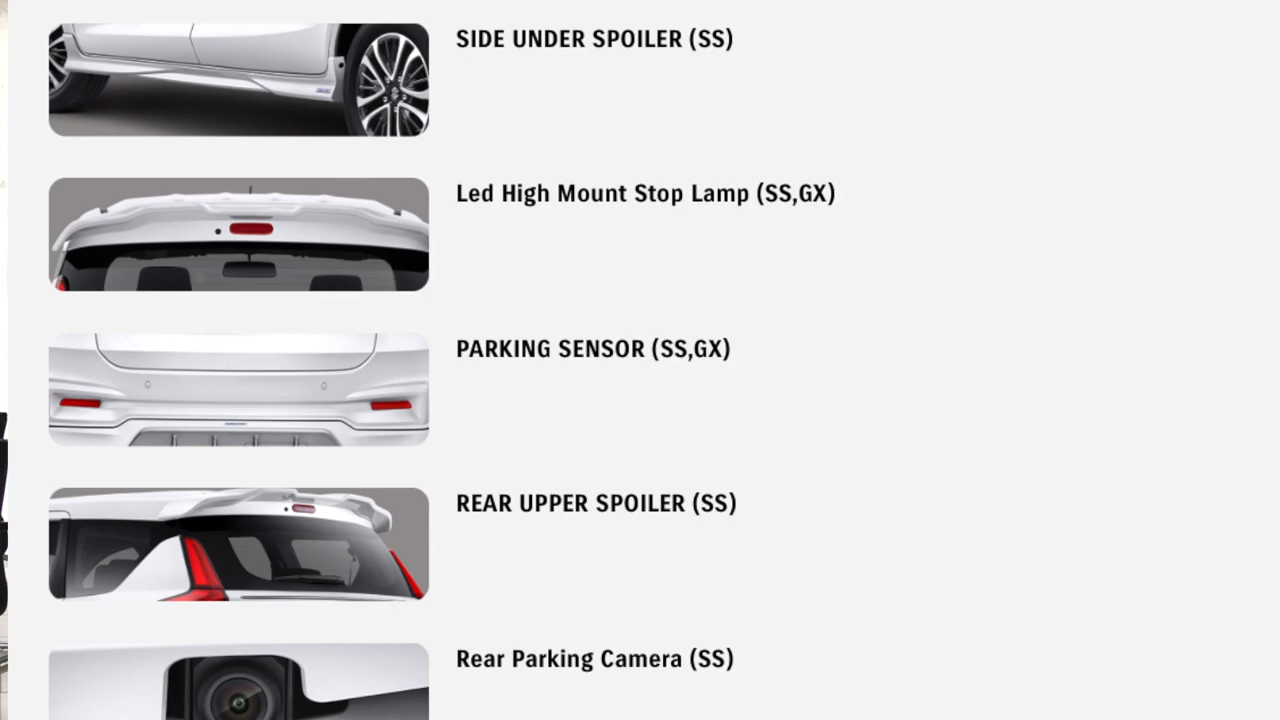 SIDE UNDER SPOILER (SS)
Led High Mount Stop Lamp (SS,GX)
PARKING SENSOR (SS,GX)
REAR UPPER SPOILER (SS)
Rear Parking Camera (SS)